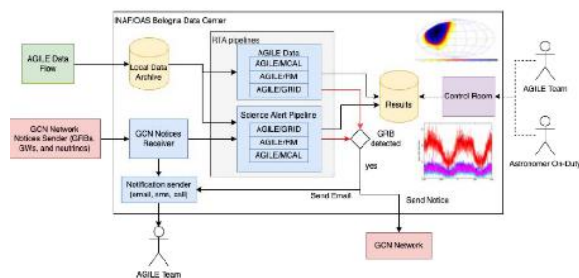 INAF/OAS Bologna Data Center
AGILE Data
Flow
Local Data
Archive
RTA pipelines
AGILE Data
AGILE/MCAL
AGILE/RM
AGILE/GRID
Science Alert Pipeline
AGILE/GRID
AGILE/RM
AGILE/MCAL
GCN Network
Notices Sender (GRBs,
GWs, and neutrinos)
GCN Notices
Receiver
Notification sender
(email, sms, call)
AGILE Team
Results
GRB
detected
yes
Send Email
Send Notice
GCN Network
Control Room
AGILE Team
Astronomer On-Duty